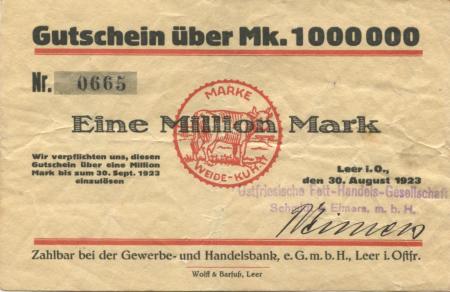 Gutschein über Mk. 1000000
Nr. 0665
MARKE
Eine Million Mark
WEIDE-KUH
Wir verpflichten uns, diesen
Gutschein über eine Million
Mark bis zum 30. Sept. 1923
einzulösen
Leer i. O.,
den 30. August 1923
Ostfriesische Fett-Handels-Gesellschaft
Eimers, m. b. H.
Zahlbar bei der Gewerbe- und Handelsbank, e. G. m. b. H., Leer i. Ostfr.
Wolff & Bartuß, Leer